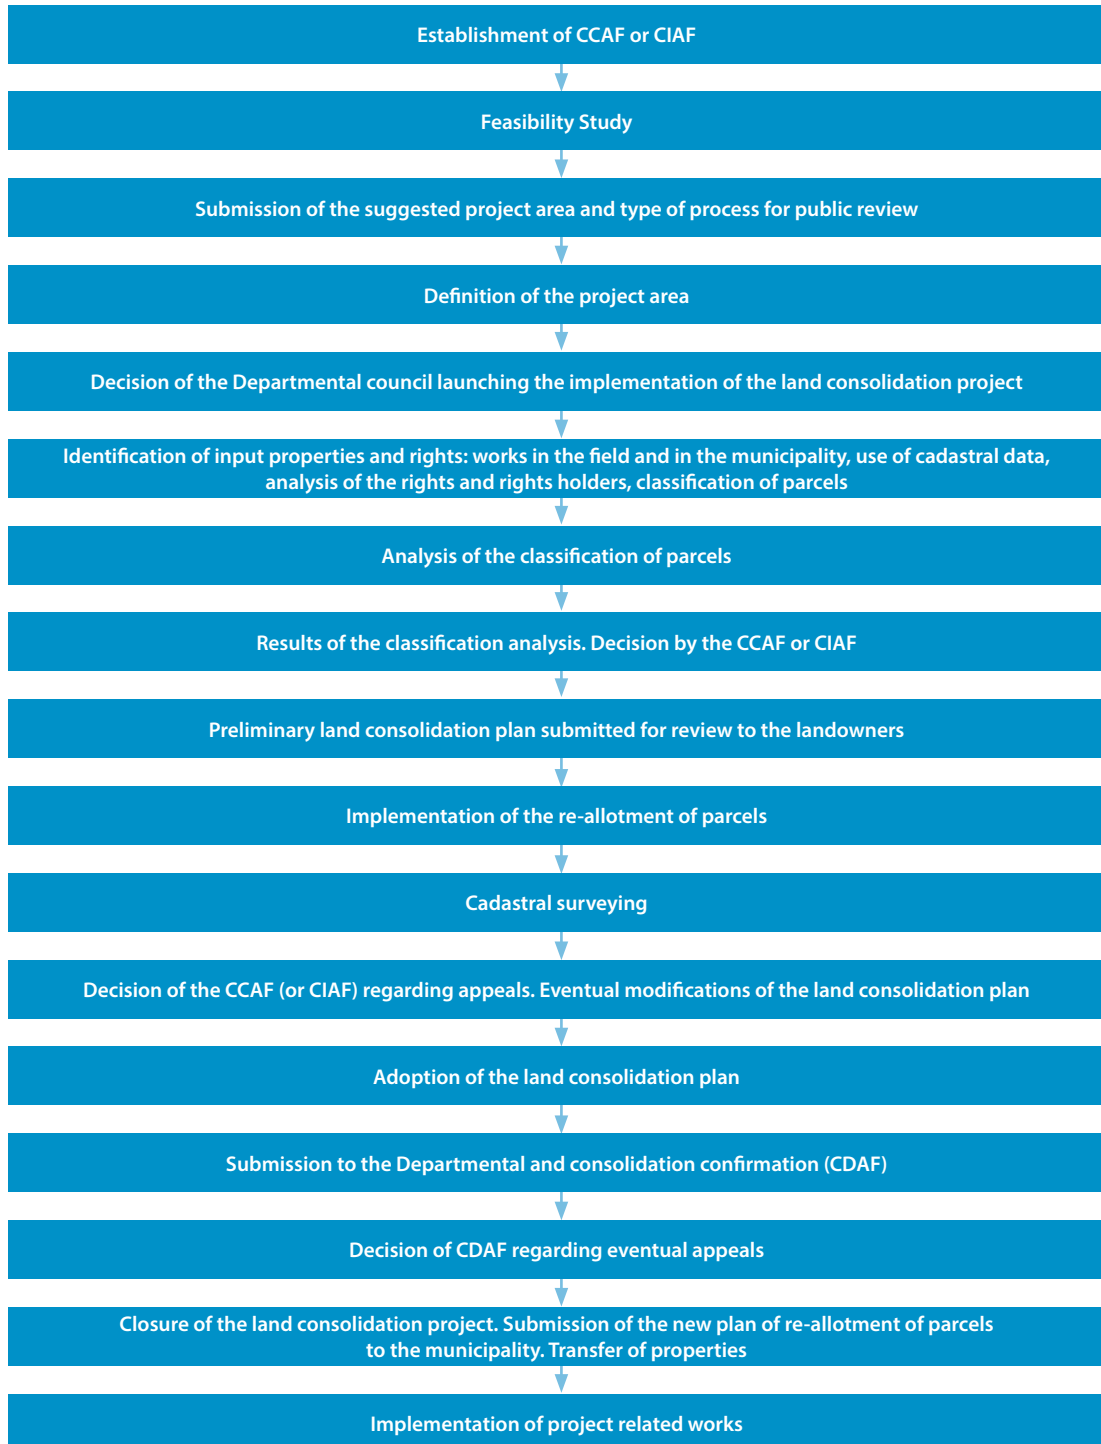 Establishment of CCAF or CIAF
Feasibility Study
Submission of the suggested project area and type of process for public review
Definition of the project area
Decision of the Departmental council launching the implementation of the land consolidation project
Identification of input properties and rights: works in the field and in the municipality, use of cadastral data,
analysis of the rights and rights holders, classification of parcels
Analysis of the classification of parcels
Results of the classification analysis. Decision by the CCAF or CIAF
Preliminary land consolidation plan submitted for review to the landowners
Implementation of the re-allotment of parcels
Cadastral surveying
Decision of the CCAF (or CIAF) regarding appeals. Eventual modifications of the land consolidation plan
Adoption of the land consolidation plan
Submission to the Departmental and consolidation confirmation (CDAF)
Decision of CDAF regarding eventual appeals
Closure of the land consolidation project. Submission of the new plan of re-allotment of parcels
to the municipality. Transfer of properties
Implementation of project related works